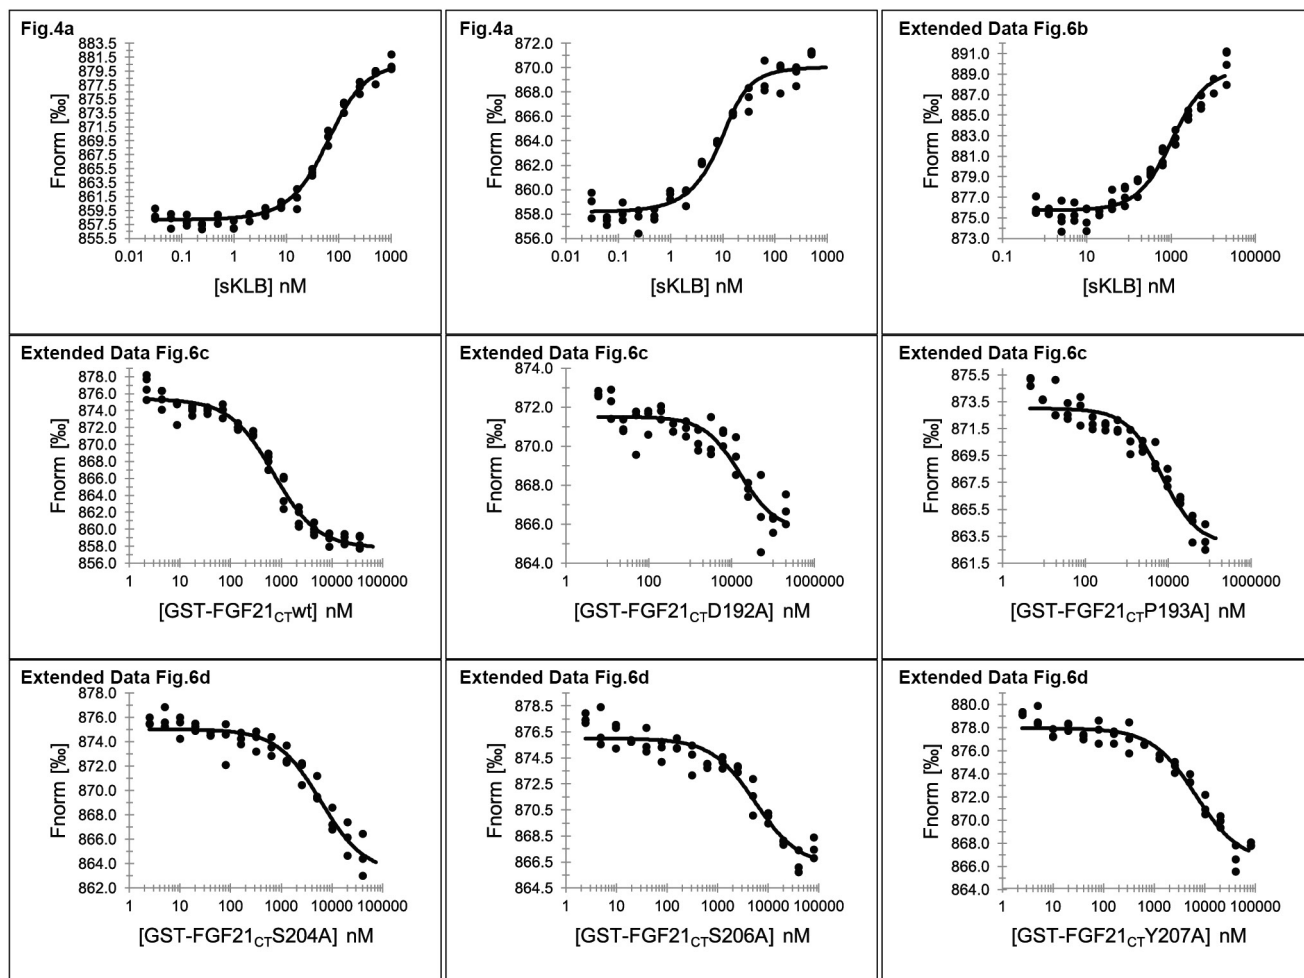 Fig.4a
883.5
881.5
879.5
877.5
875.5
873.5
871.5
869.5
867.5
865.5
863.5
861.5
859.5
857.5
855.5
Fnorm [‰]
0.01 0.1 1 10 100 1000
[sKLB] nM
Fig.4a
872.0
870.0
868.0
866.0
864.0
862.0
860.0
858.0
856.0
Fnorm [‰]
0.01 0.1 1 10 100 1000
[sKLB] nM
Extended Data Fig.6b
891.0
889.0
887.0
885.0
883.0
881.0
879.0
877.0
875.0
873.0
Fnorm [‰]
0.1 10 1000 100000
[sKLB] nM
Extended Data Fig.6c
878.0
876.0
874.0
872.0
870.0
868.0
866.0
864.0
862.0
860.0
858.0
856.0
Fnorm [‰]
1 10 100 1000 10000 100000
[GST-FGF21CTwt] nM
Extended Data Fig.6c
874.0
872.0
870.0
868.0
866.0
864.0
Fnorm [‰]
1 100 10000 1000000
[GST-FGF21CTD192A] nM
Extended Data Fig.6c
875.5
873.5
871.5
869.5
867.5
865.5
863.5
861.5
Fnorm [‰]
1 100 10000 1000000
[GST-FGF21CTP193A] nM
Extended Data Fig.6d
878.0
876.0
874.0
872.0
870.0
868.0
866.0
864.0
862.0
Fnorm [‰]
1 10 100 1000 10000 100000
[GST-FGF21CTS204A] nM
Extended Data Fig.6d
878.5
876.5
874.5
872.5
870.5
868.5
866.5
864.5
Fnorm [‰]
1 10 100 1000 10000 100000
[GST-FGF21CTS206A] nM
Extended Data Fig.6d
880.0
878.0
876.0
874.0
872.0
870.0
868.0
866.0
864.0
Fnorm [‰]
1 10 100 1000 10000 100000
[GST-FGF21CTY207A] nM